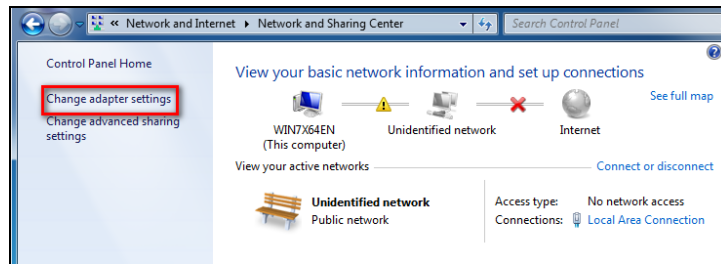 « Network and Internet ▸ Network and Sharing Center
Search Control Panel
Control Panel Home
Change adapter settings
Change advanced sharing
settings
View your basic network information and set up connections
See full map
WIN7X64EN
(This computer)
Unidentified network
Internet
View your active networks
Connect or disconnect
Unidentified network
Public network
Access type: No network access
Connections: Local Area Connection